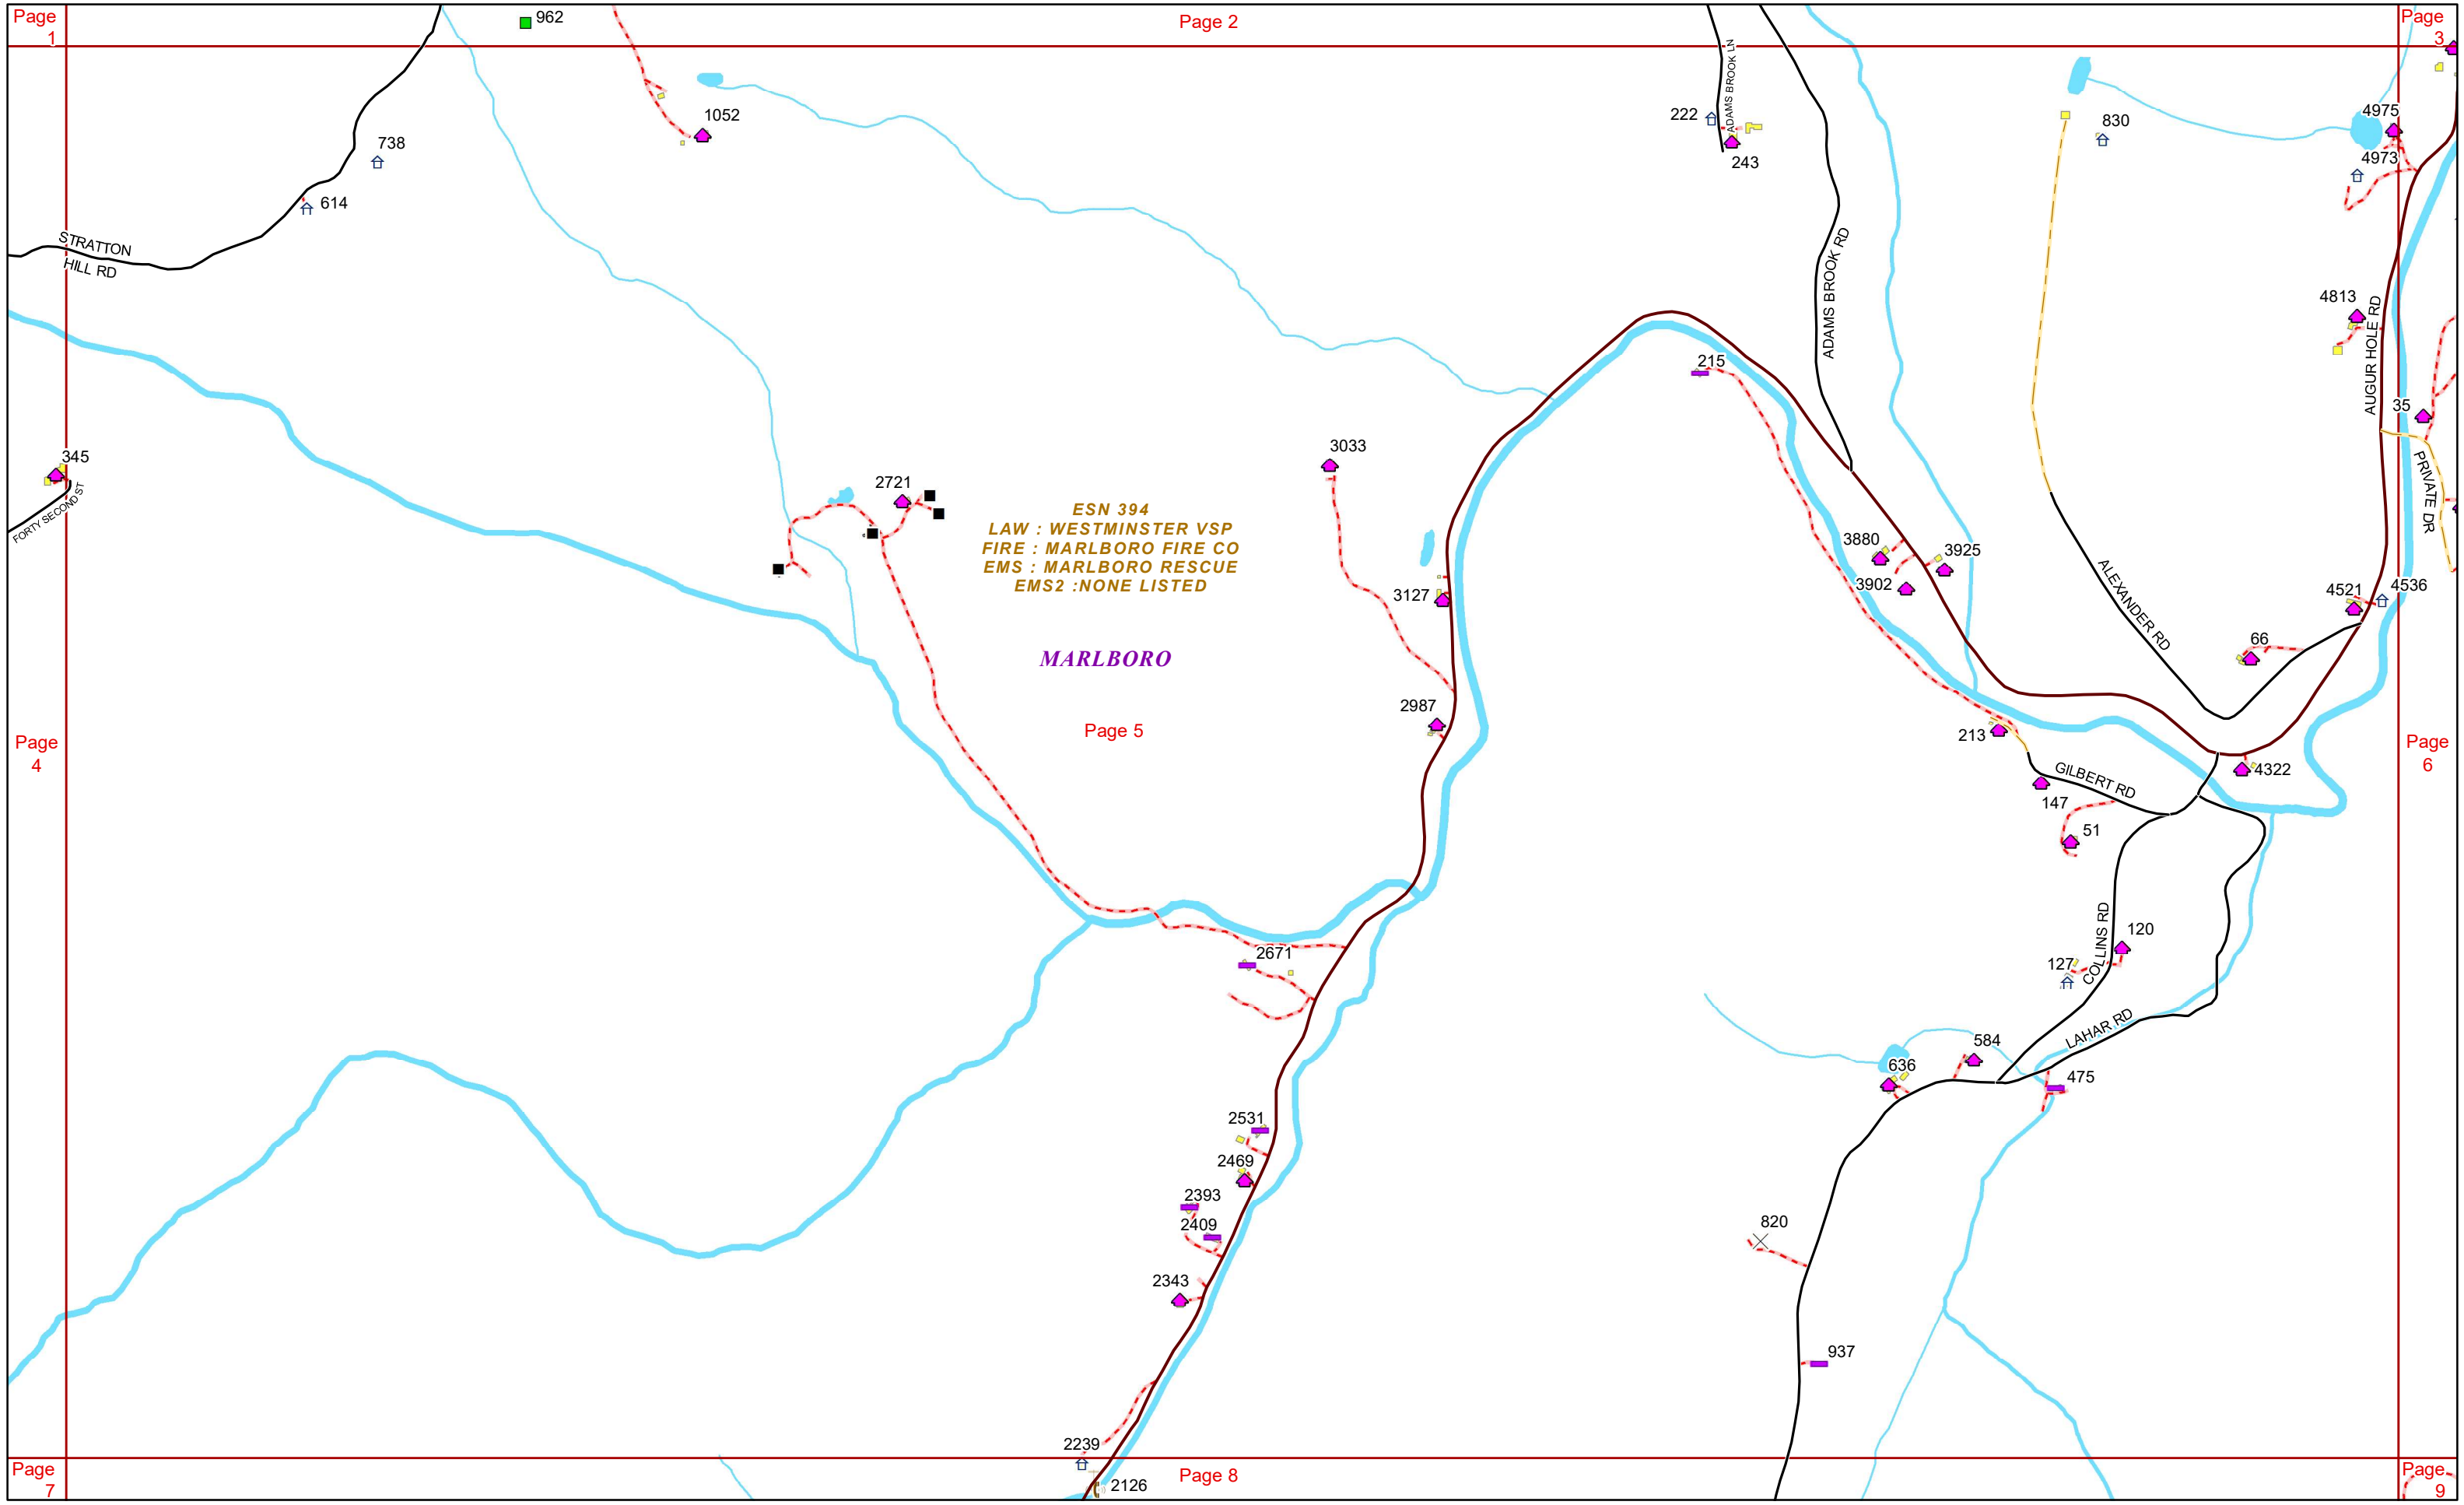 Page
1
962
Page 2
Page
3
ADAMS BROOK LN
1052
222
243
4975
830
4973
738
614
STRATTON
HILL RD
ADAMS BROOK RD
4813
AUGUR HOLE RD
215
35
345
FORTY SECOND ST
2721
3033
PRIVATE DR
ESN 394
LAW : WESTMINSTER VSP
FIRE : MARLBORO FIRE CO
EMS : MARLBORO RESCUE
EMS2 :NONE LISTED
3880
3925
3902
3127
ALEXANDER RD
4521
4536
66
MARLBORO
2987
Page 5
Page
4
213
Page
6
4322
GILBERT RD
147
51
COLLINS RD
120
127
2671
LAHAR RD
584
636
475
2531
2469
2393
2409
820
2343
937
2239
Page
7
Page 8
2126
Page
9